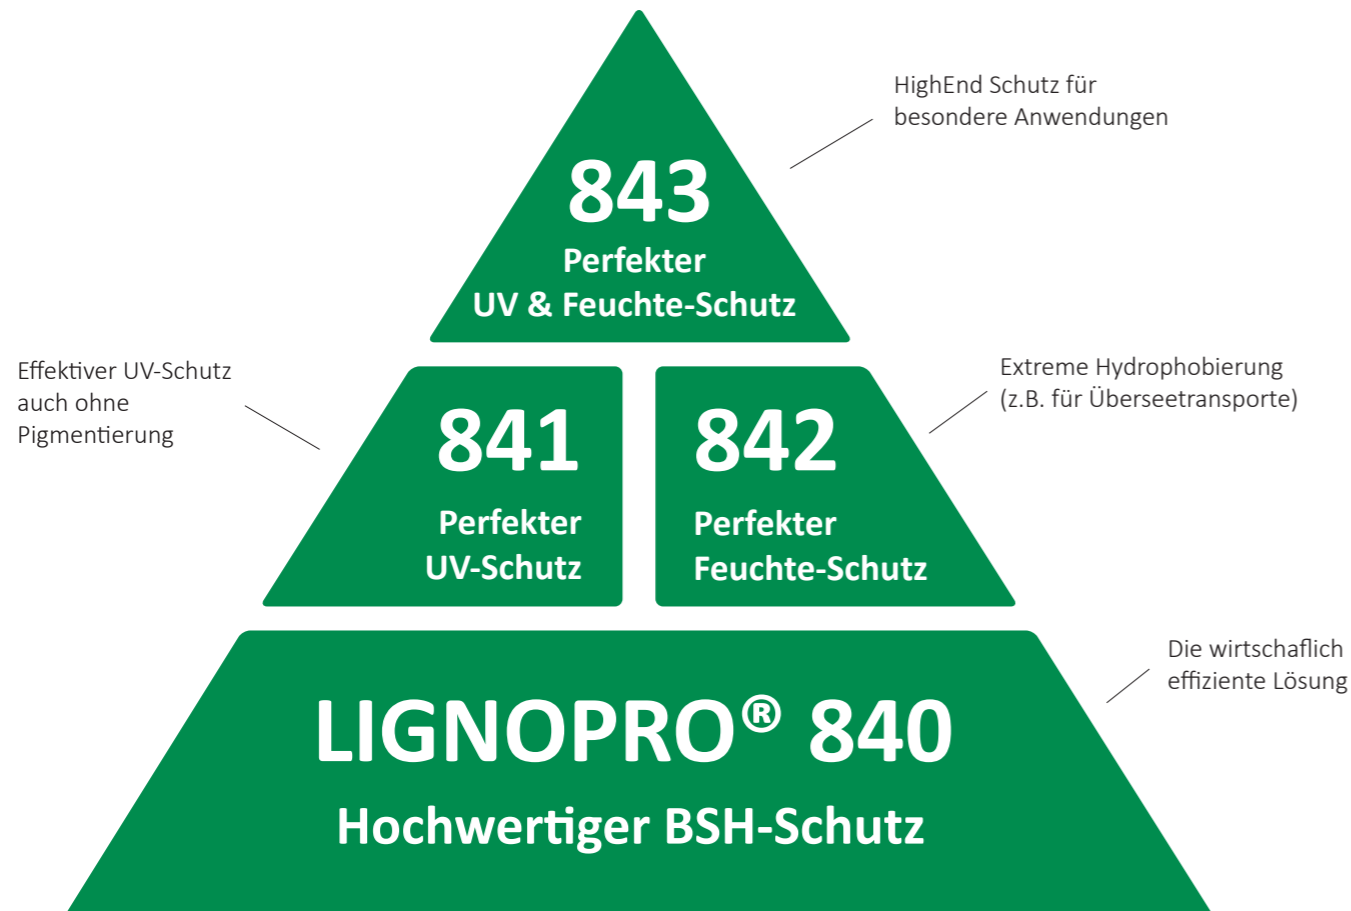 HighEnd Schutz für
besondere Anwendungen
843
Perfekter
UV & Feuchte-Schutz
Effektiver UV-Schutz
auch ohne
Pigmentierung
841
Perfekter
UV-Schutz
842
Perfekter
Feuchte-Schutz
Extreme Hydrophobierung
(z.B. für Überseetransporte)
LIGNOPRO® 840
Hochwertiger BSH-Schutz
Die wirtschaflich
effiziente Lösung